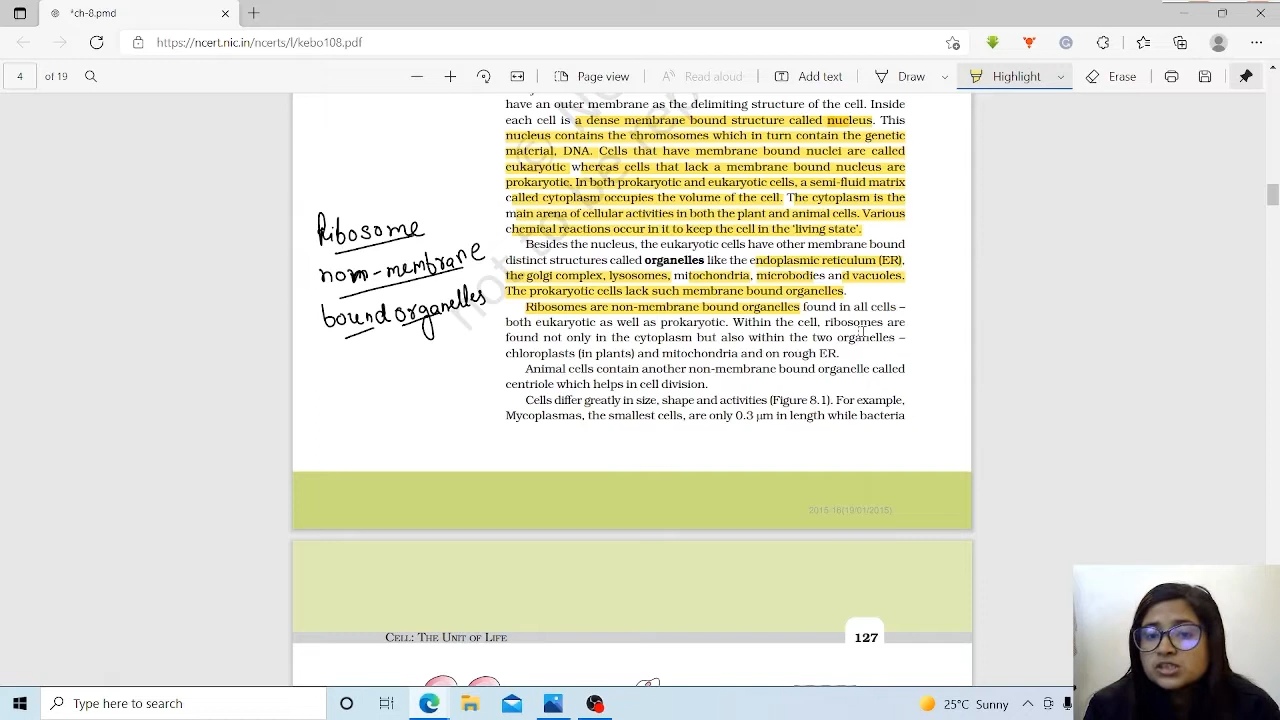 *ch-8.pmd
https://ncert.nic.in/ncerts/l/kebo108.pdf
4 of 19
Page view
Read aloud
Add text
Draw
Highlight
Erase
have an outer membrane as the delimiting structure of the cell. Inside
each cell is a dense membrane bound structure called nucleus. This
nucleus contains the chromosomes which in turn contain the genetic
material, DNA. Cells that have membrane bound nuclei are called
eukaryotic whereas cells that lack a membrane bound nucleus are
prokaryotic. In both prokaryotic and eukaryotic cells, a semi-fluid matrix
called cytoplasm occupies the volume of the cell. The cytoplasm is the
main arena of cellular activities in both the plant and animal cells. Various
chemical reactions occur in it to keep the cell in the ‘living state’.
Besides the nucleus, the eukaryotic cells have other membrane bound
distinct structures called organelles like the endoplasmic reticulum (ER),
the golgi complex, lysosomes, mitochondria, microbodies and vacuoles.
The prokaryotic cells lack such membrane bound organelles.
Ribosomes are non-membrane bound organelles found in all cells –
both eukaryotic as well as prokaryotic. Within the cell, ribosomes are
found not only in the cytoplasm but also within the two organelles –
chloroplasts (in plants) and mitochondria and on rough ER.
Animal cells contain another non-membrane bound organelle called
centriole which helps in cell division.
Cells differ greatly in size, shape and activities (Figure 8.1). For example,
Mycoplasmas, the smallest cells, are only 0.3 μm in length while bacteria
Ribosome
non-membrane
bound organelles
2015-16(19/01/2015)
CELL: THE UNIT OF LIFE
127
Type here to search
25°C Sunny